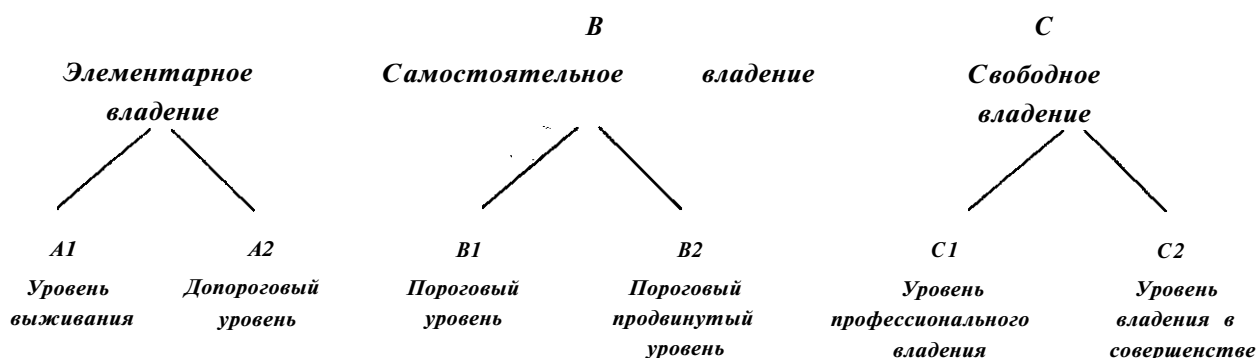 B C
Элементарное Самостоятельное владение Свободное
владение владение
A1 A2 B1 B2 C1 C2
Уровень Допороговый Пороговый Пороговый Уровень Уровень
выживания уровень уровень продвинутый профессионального владения в
уровень владения совершенстве